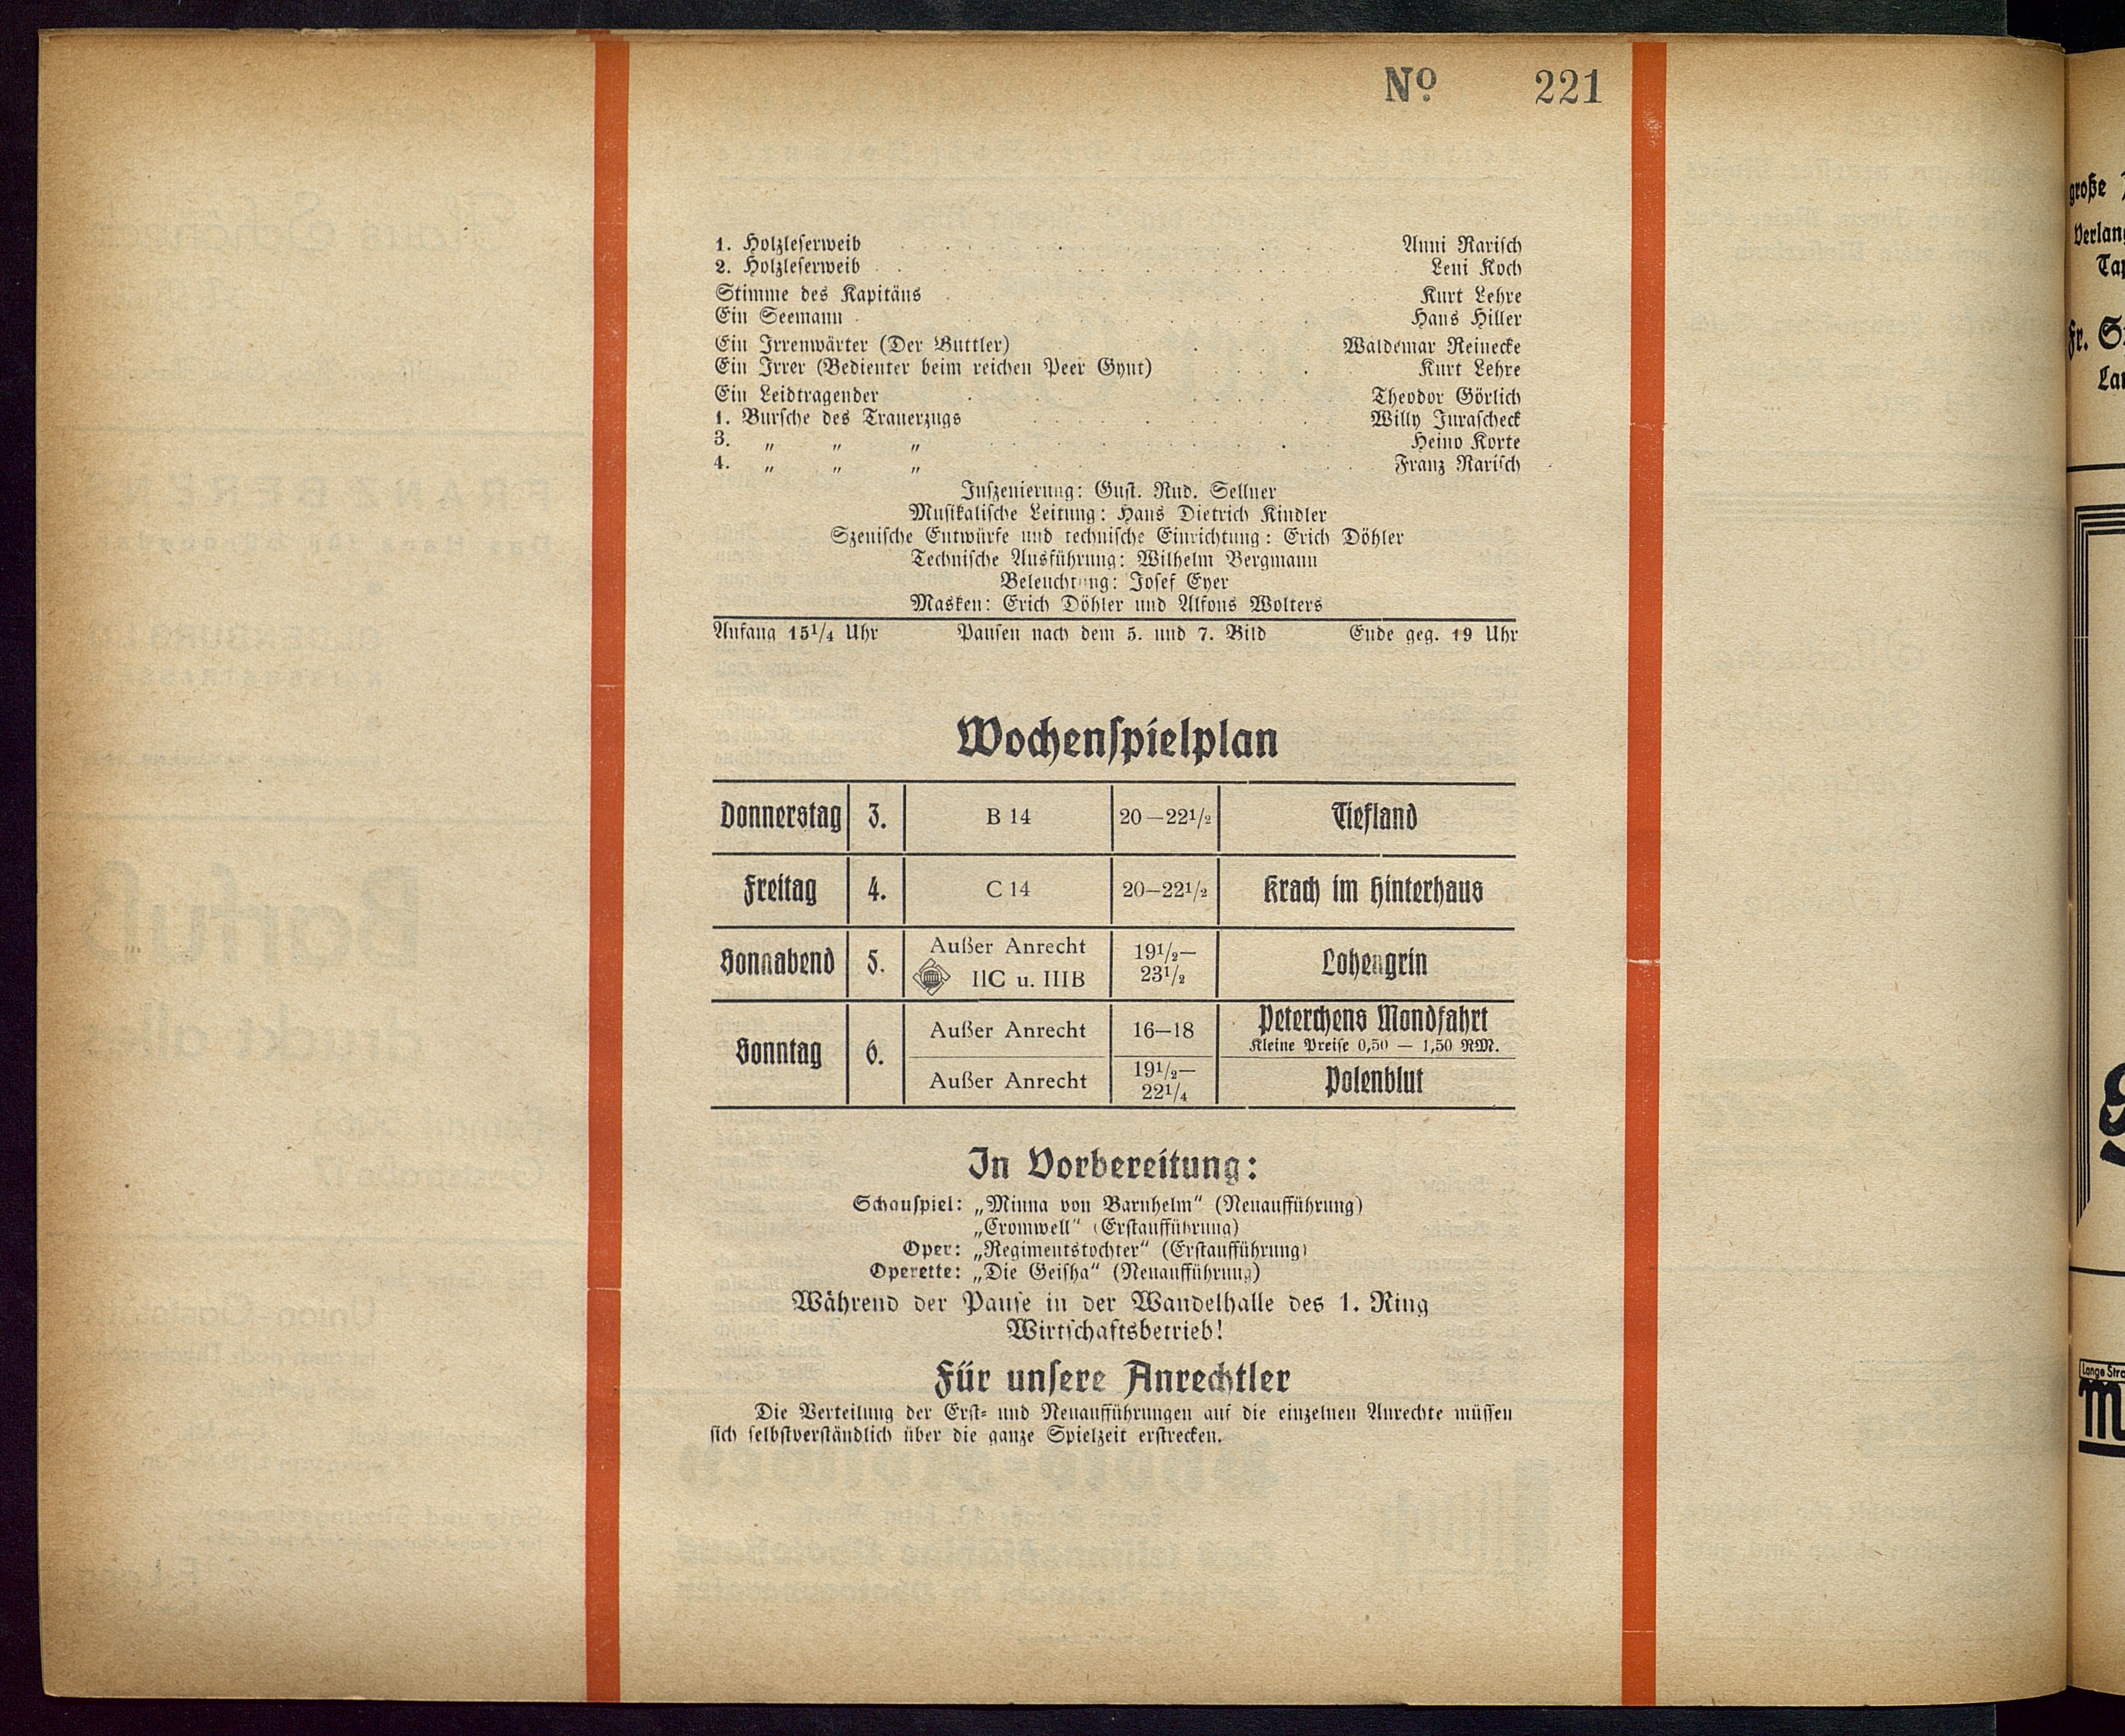 No 221
1. Holzleserweib Anni Rarisch
2. Holzleserweib Leni Koch
Stimme des Kapitäns Kurt Lehre
Ein Seemann Hans Hiller
Ein Irrenwärter (Der Buttler) Waldemar Reinecke
Ein Irrer (Bedienter beim reichen Peer Gynt) Kurt Lehre
Ein Leidtragender Theodor Görlich
1. Bursche des Trauerzugs Willy Jurascheck
3. „ „ „ Heino Korte
4. „ „ „ Franz Rarisch
Inszenierung: Gust. Rud. Sellner
Musikalische Leitung: Hans Dietrich Kindler
Szenische Entwürfe und technische Einrichtung: Erich Döhler
Technische Ausführung: Wilhelm Bergmann
Beleuchtung: Josef Eyer
Masken: Erich Döhler und Alfons Wolters
Anfang 15¼ Uhr Pausen nach dem 5. und 7. Bild Ende geg. 19 Uhr
Wochenspielplan
Donnerstag 3. B 14 20—22½ Tiefland
Freitag 4. C 14 20—22½ Krach im Hinterhaus
Sonnabend 5. Außer Anrecht IIC u. IIIB 19½—23½ Lohengrin
Sonntag 6. Außer Anrecht 16—18 Peterchens Mondfahrt
Kleine Preise 0,50 — 1,50 RM.
Außer Anrecht 19½—22¼ Polenblut
In Vorbereitung:
Schauspiel: „Minna von Barnhelm“ (Neuaufführung)
„Cromwell“ (Erstaufführung)
Oper: „Regimentstochter“ (Erstaufführung)
Operette: „Die Geisha“ (Neuaufführung)
Während der Pause in der Wandelhalle des 1. Ring
Wirtschaftsbetrieb!
Für unsere Anrechtler
Die Verteilung der Erst- und Neuaufführungen auf die einzelnen Anrechte müssen
sich selbstverständlich über die ganze Spielzeit erstrecken.
große
Fr.
Lange